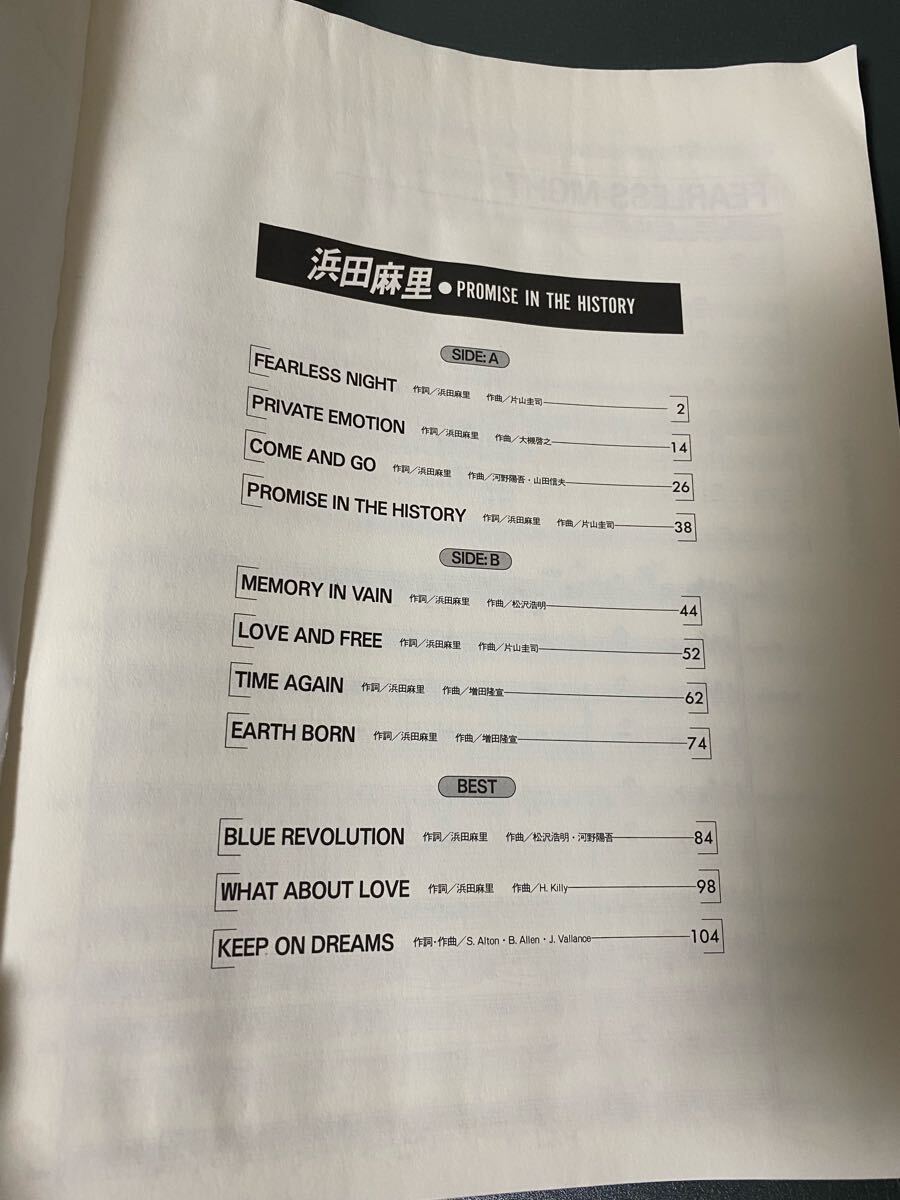 浜田麻里●PROMISE IN THE HISTORY
SIDE: A
FEARLESS NIGHT 作詞／浜田麻里 作曲／片山圭司 2
PRIVATE EMOTION 作詞／浜田麻里 作曲／大槻啓之 14
COME AND GO 作詞／浜田麻里 作曲／河野陽吾・山田信夫 26
PROMISE IN THE HISTORY 作詞／浜田麻里 作曲／片山圭司 38
SIDE: B
MEMORY IN VAIN 作詞／浜田麻里 作曲／松沢浩明 44
LOVE AND FREE 作詞／浜田麻里 作曲／片山圭司 52
TIME AGAIN 作詞／浜田麻里 作曲／増田隆宣 62
EARTH BORN 作詞／浜田麻里 作曲／増田隆宣 74
BEST
BLUE REVOLUTION 作詞／浜田麻里 作曲／松沢浩明・河野陽吾 84
WHAT ABOUT LOVE 作詞／浜田麻里 作曲／H. Killy 98
KEEP ON DREAMS 作詞・作曲／S. Alton・B. Allen・J. Vallance 104